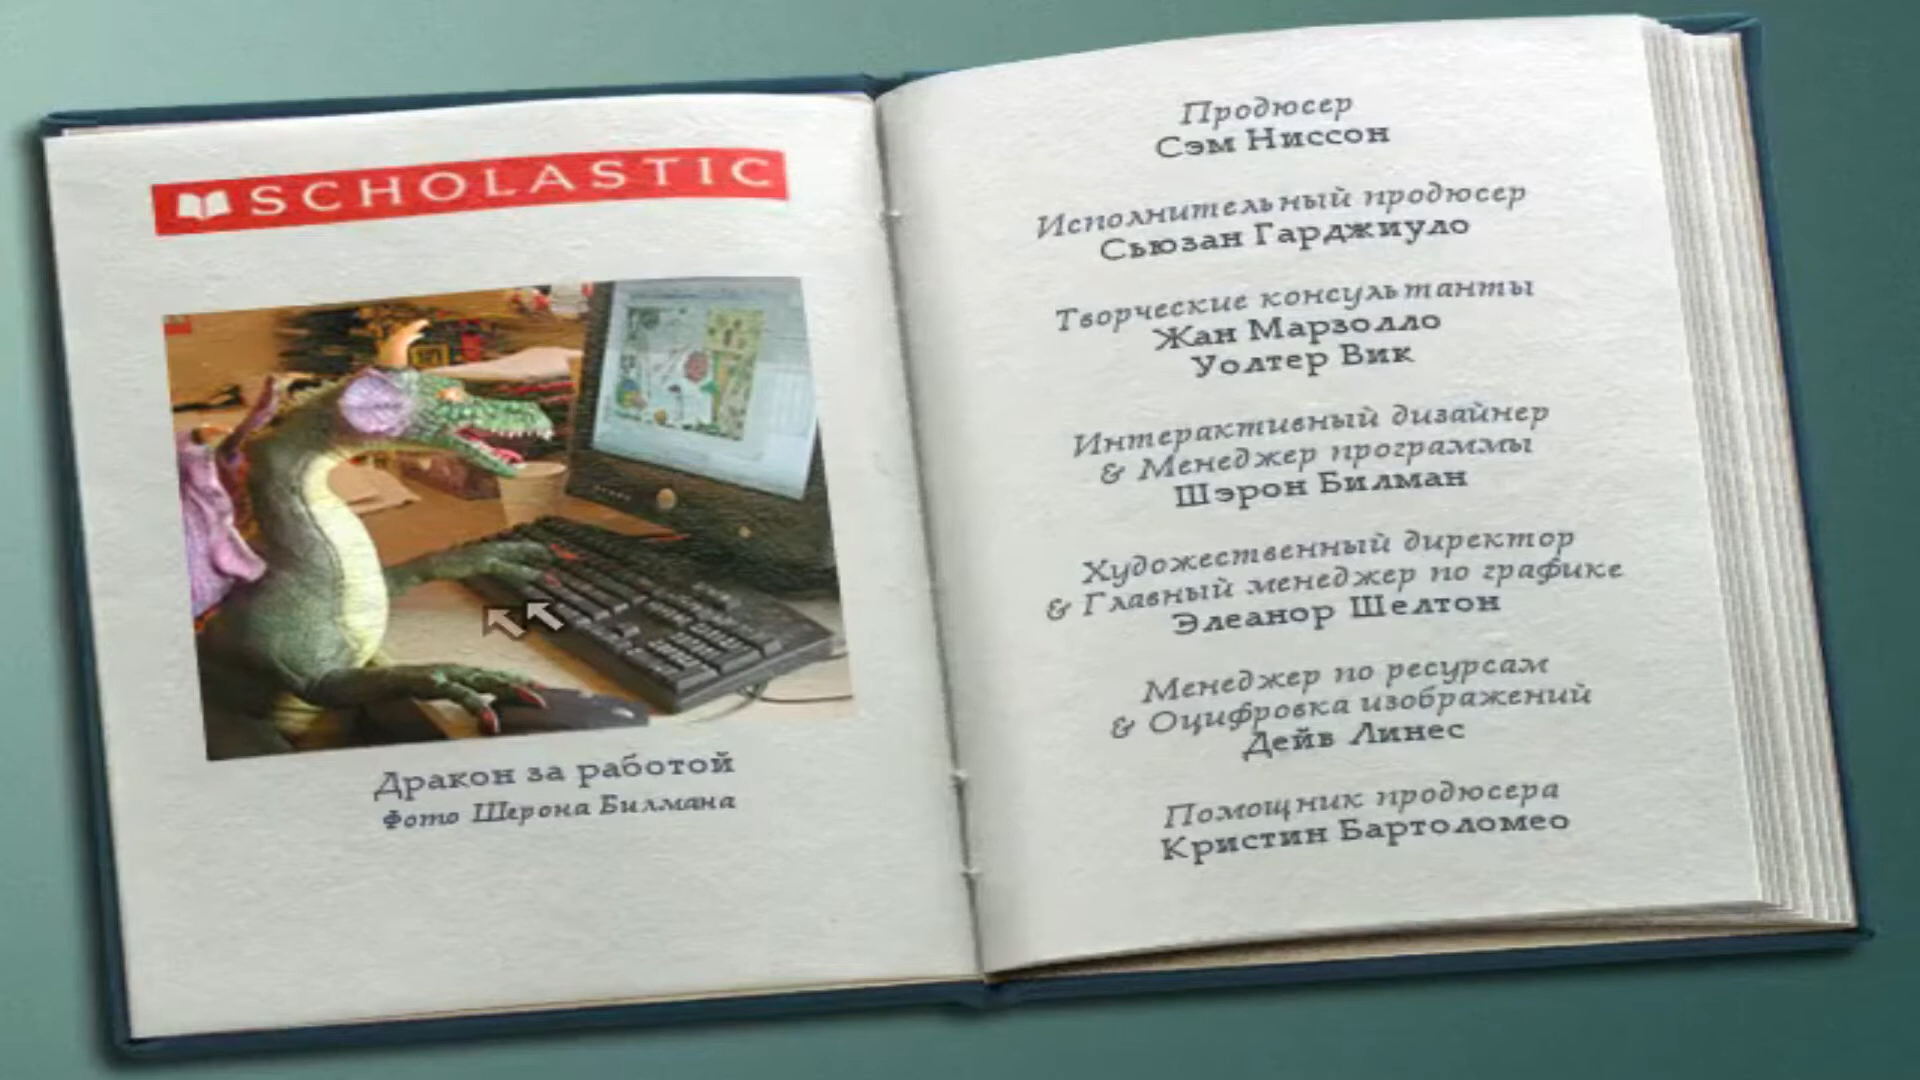 SCHOLASTIC
Дракон за работой
Фото Шерона Билмана
Продюсер
Сэм Ниссон
Исполнительный продюсер
Сьюзан Гарджиуло
Творческие консультанты
Жан Марзолло
Уолтер Вик
Интерактивный дизайнер
& Менеджер программы
Шэрон Билман
Художественный директор
& Главный менеджер по графике
Элеанор Шелтон
Менеджер по ресурсам
& Оцифровка изображений
Дейв Линес
Помощник продюсера
Кристин Бартоломео